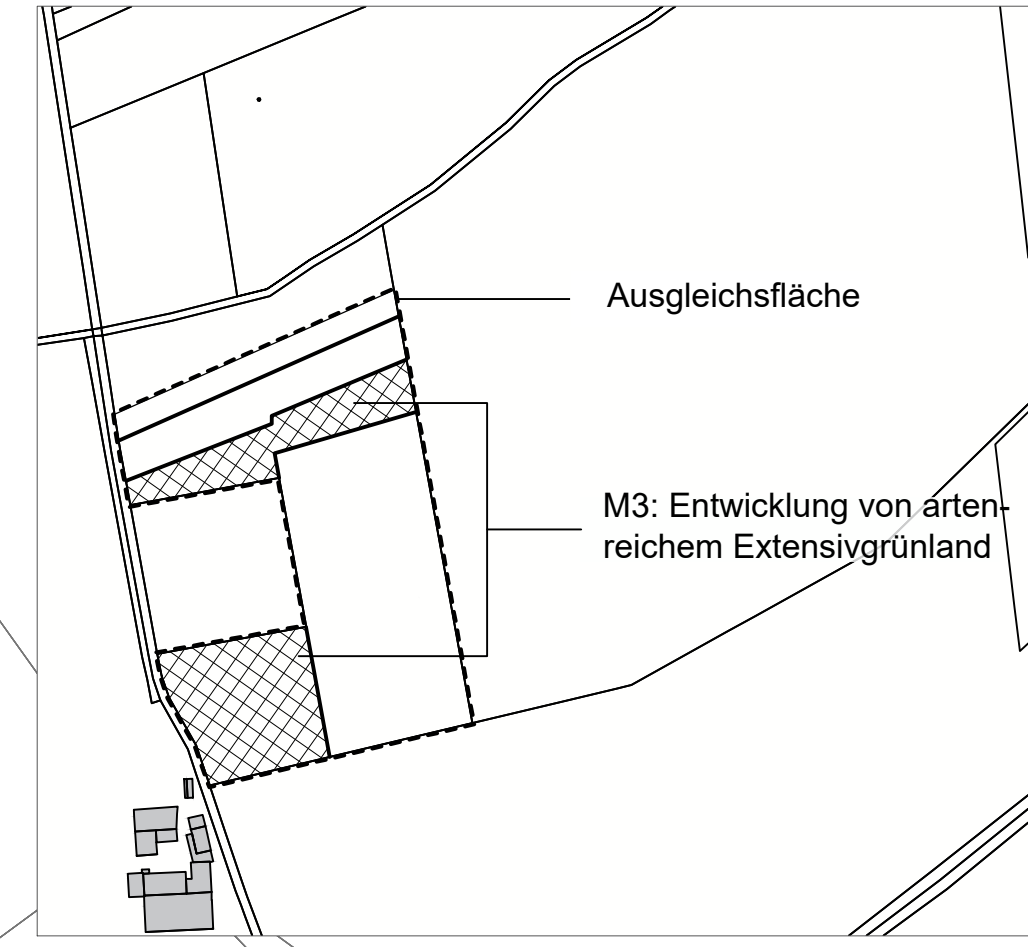 Ausgleichsfläche
M3: Entwicklung von arten-
reichem Extensivgrünland